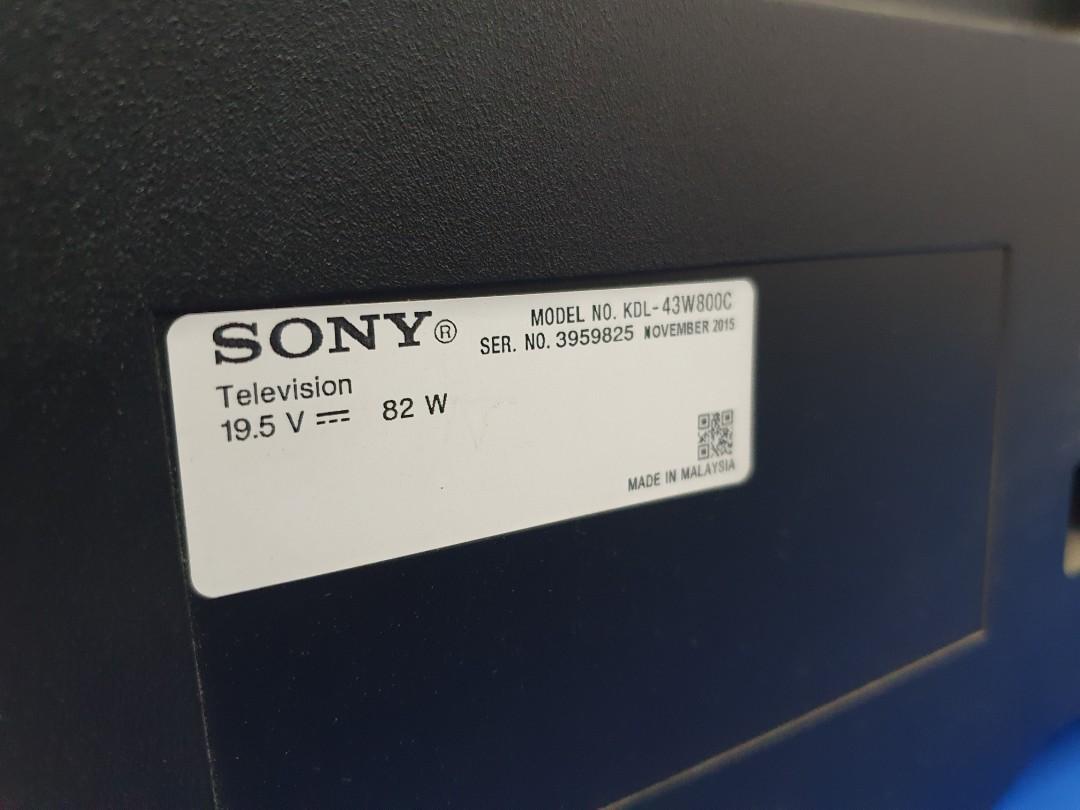 SONY®
MODEL NO. KDL-43W800C
SER. NO. 3959825 NOVEMBER 2015
Television
19.5 V ⎓ 82 W
MADE IN MALAYSIA